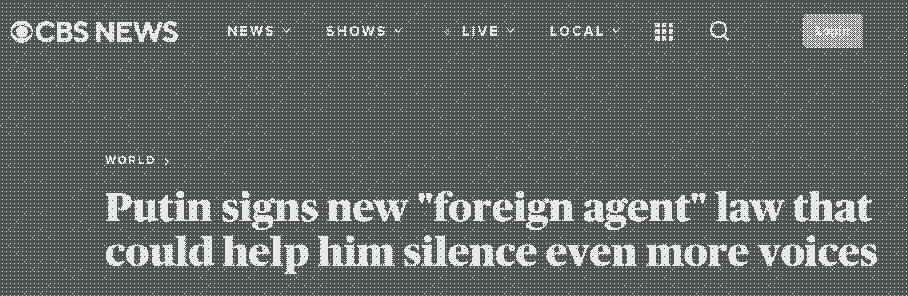 CBS NEWS NEWS SHOWS LIVE LOCAL Login
WORLD
Putin signs new "foreign agent" law that
could help him silence even more voices